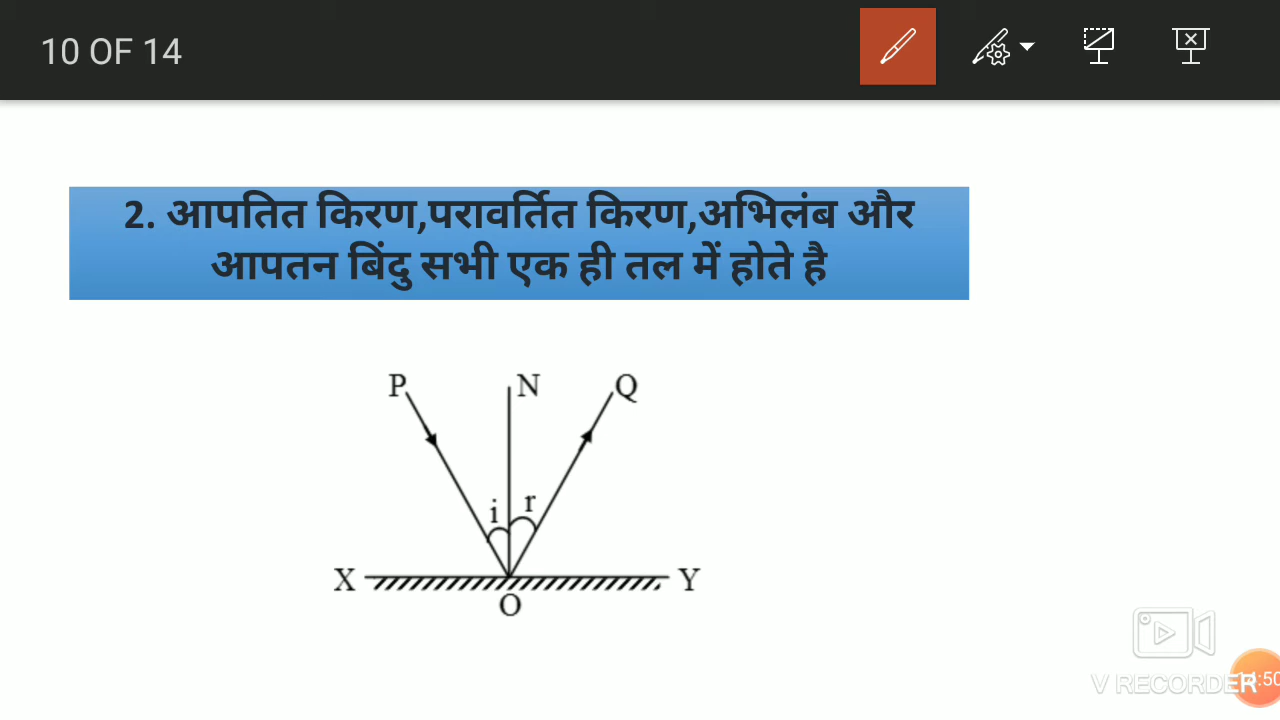 10 OF 14
2. आपतित किरण,परावर्तित किरण,अभिलंब और
आपतन बिंदु सभी एक ही तल में होते है
P N Q
i r
X Y
O
V RECORDER